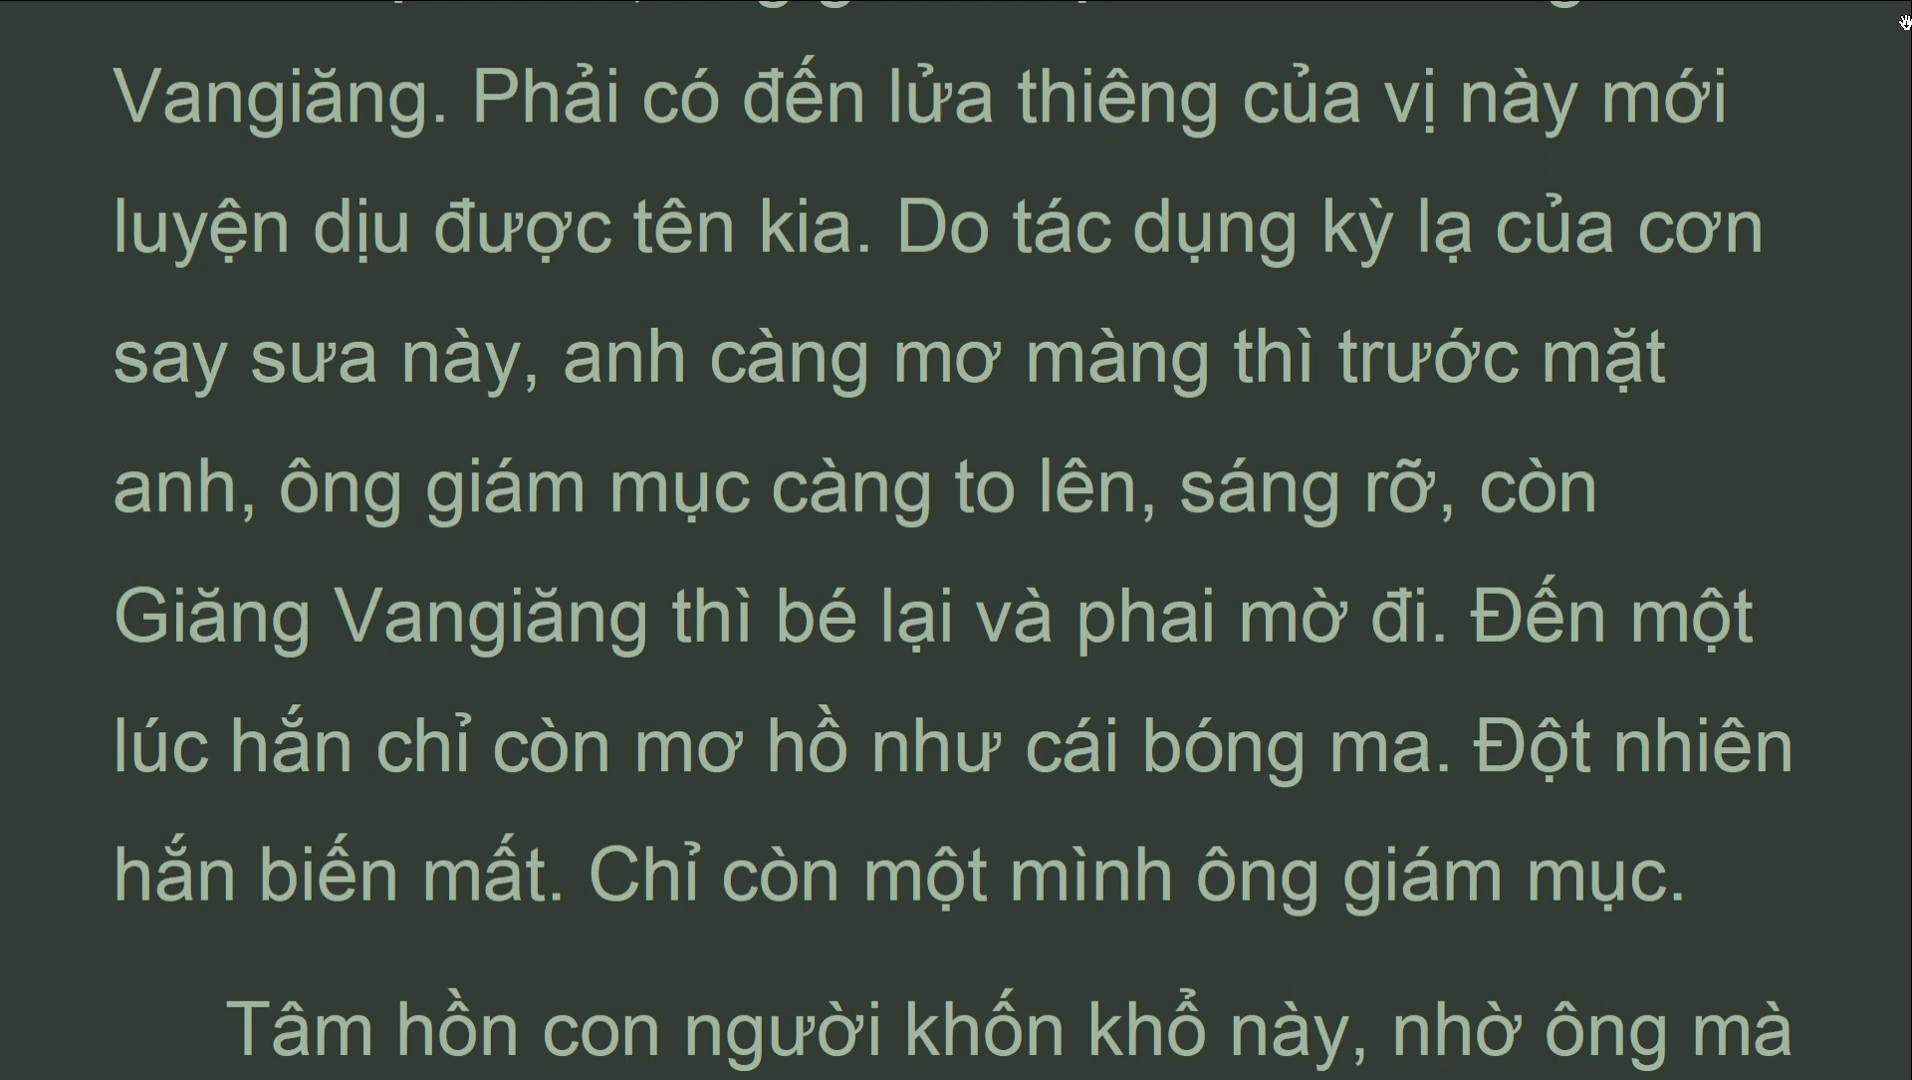 Vangiăng. Phải có đến lửa thiêng của vị này mới
luyện dịu được tên kia. Do tác dụng kỳ lạ của cơn
say sưa này, anh càng mơ màng thì trước mặt
anh, ông giám mục càng to lên, sáng rỡ, còn
Giăng Vangiăng thì bé lại và phai mờ đi. Đến một
lúc hắn chỉ còn mơ hồ như cái bóng ma. Đột nhiên
hắn biến mất. Chỉ còn một mình ông giám mục.
Tâm hồn con người khốn khổ này, nhờ ông mà